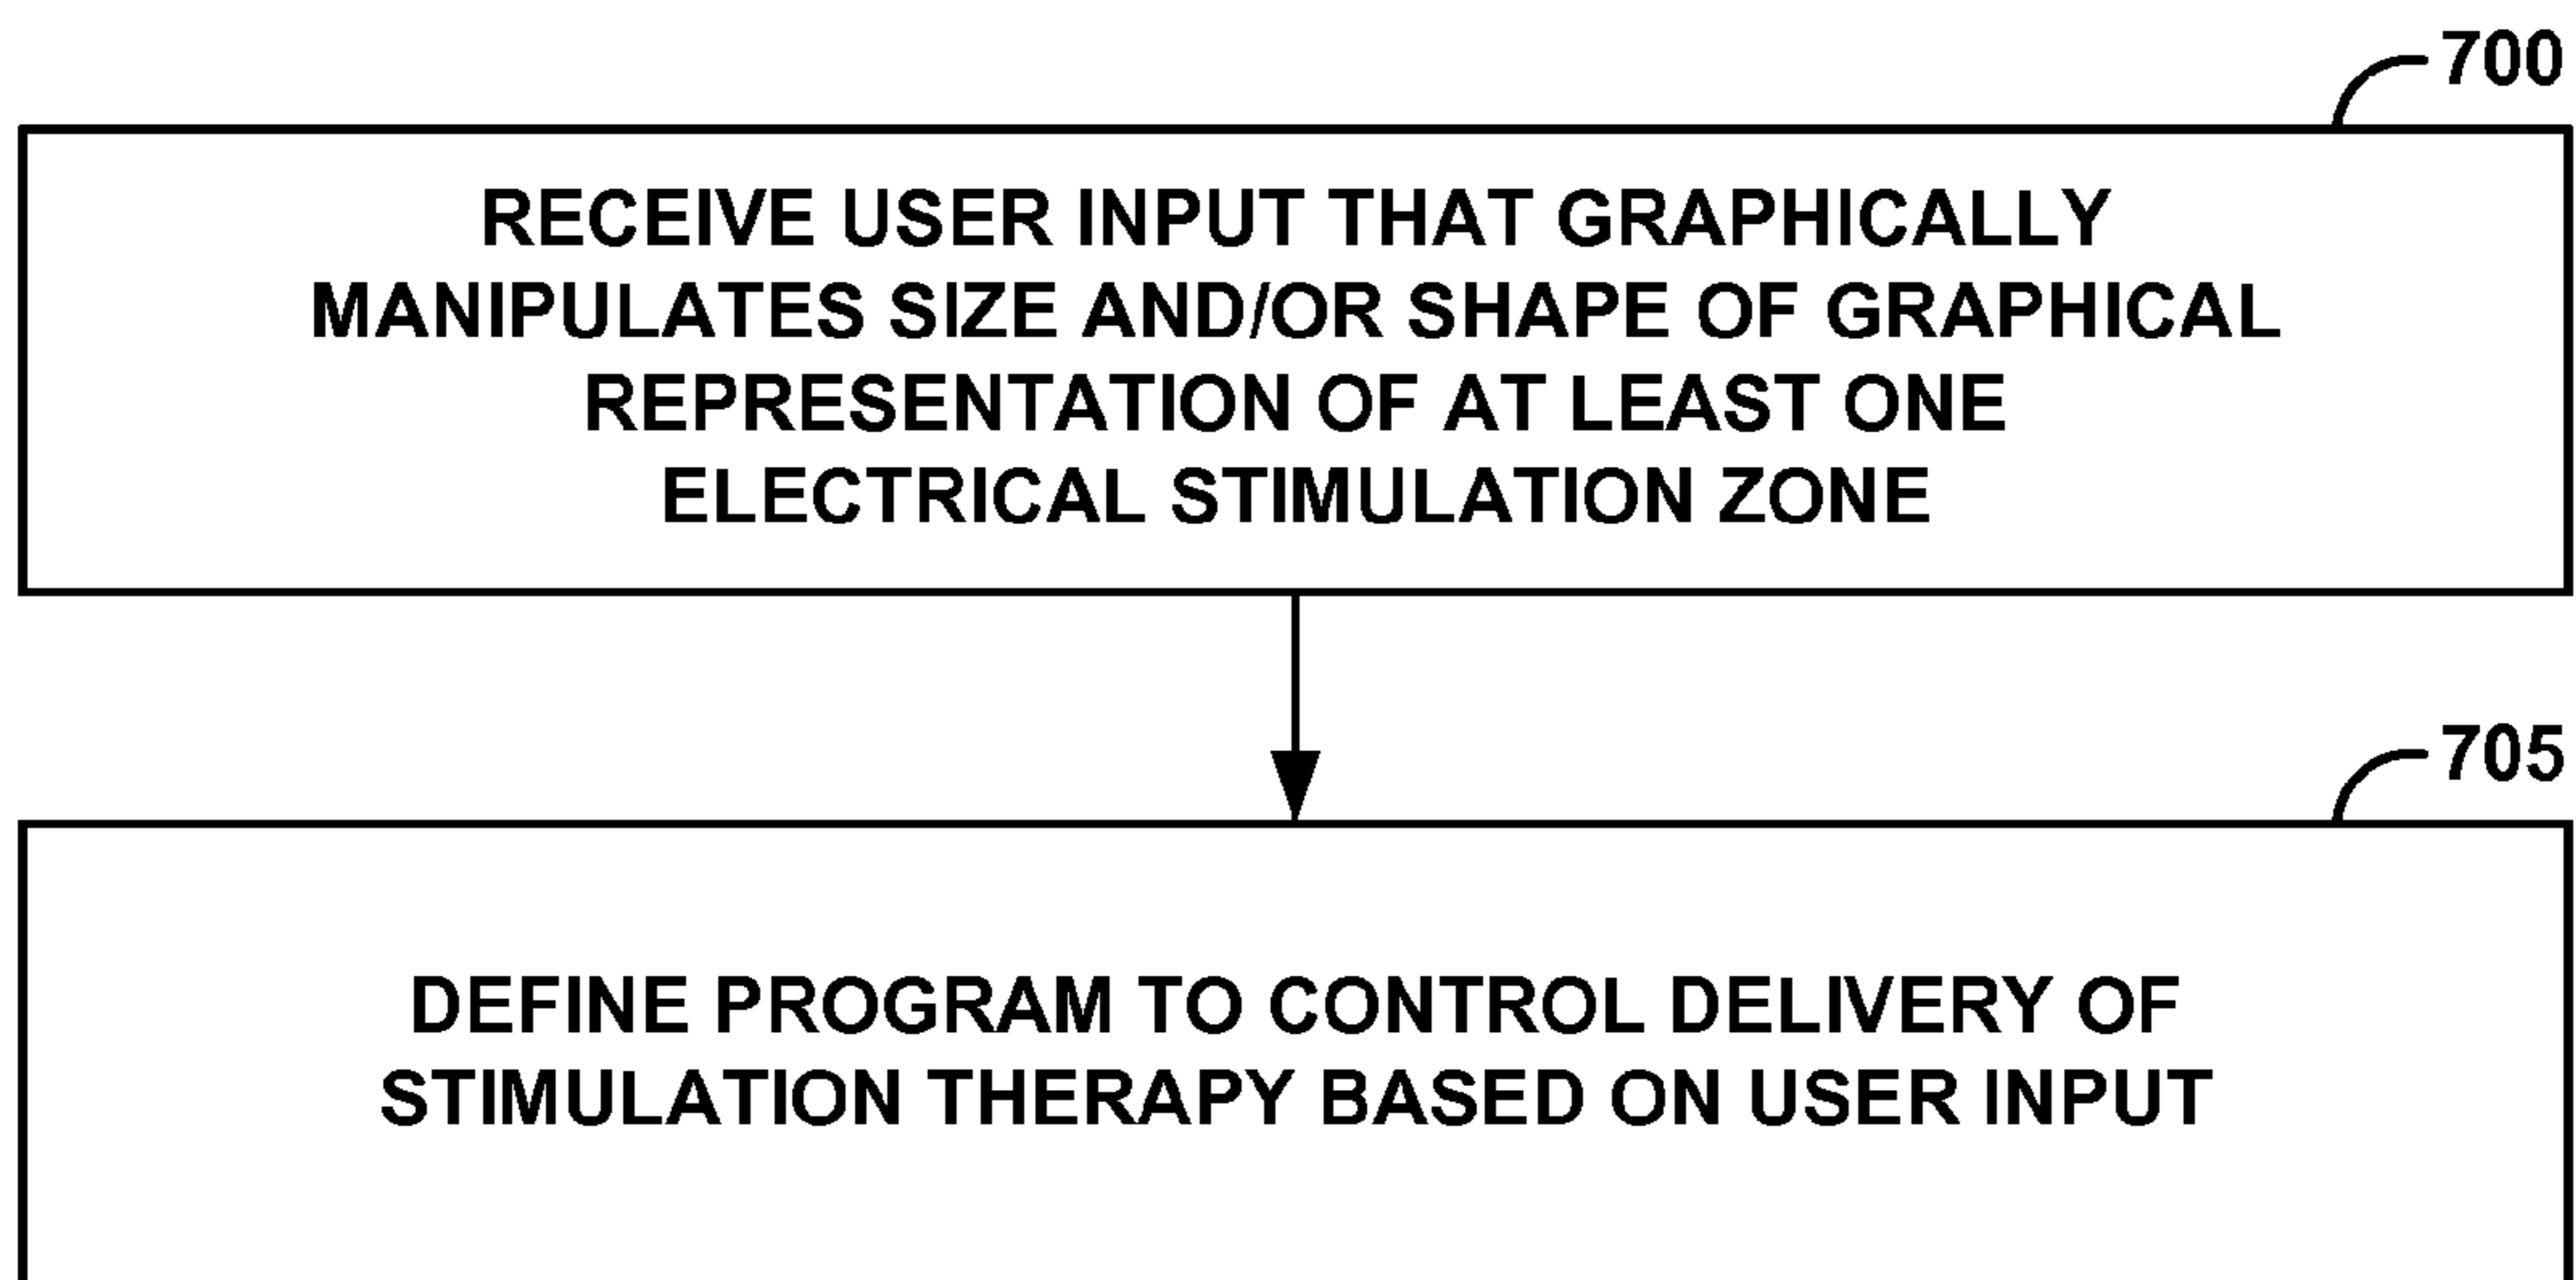 700
RECEIVE USER INPUT THAT GRAPHICALLY
MANIPULATES SIZE AND/OR SHAPE OF GRAPHICAL
REPRESENTATION OF AT LEAST ONE
ELECTRICAL STIMULATION ZONE
705
DEFINE PROGRAM TO CONTROL DELIVERY OF
STIMULATION THERAPY BASED ON USER INPUT